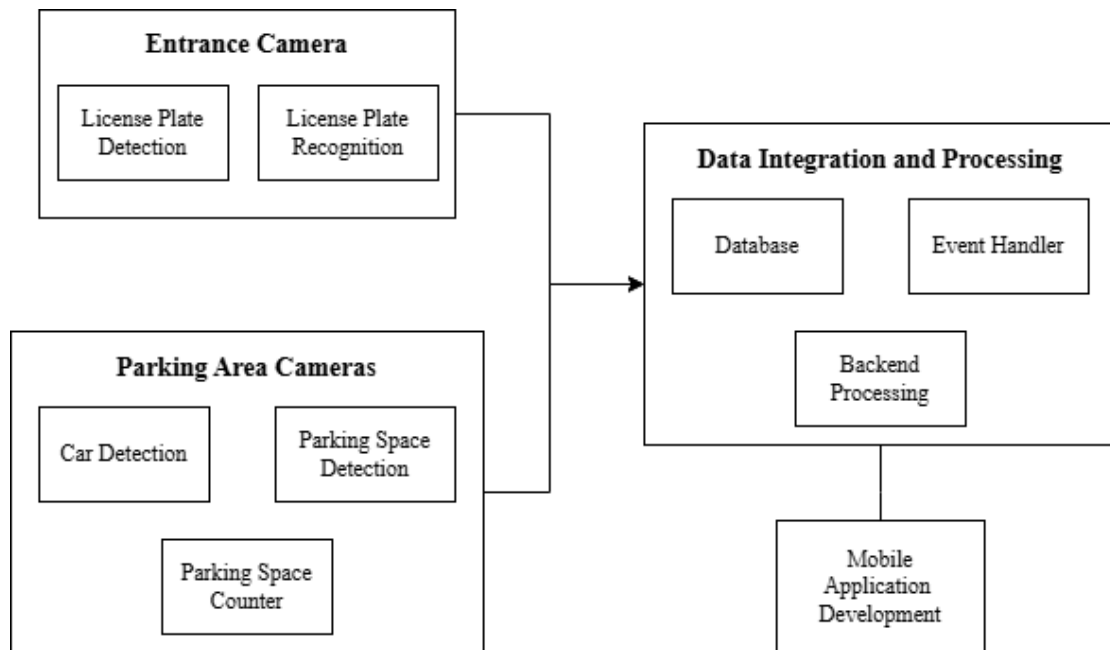 Entrance Camera
License Plate
Detection
License Plate
Recognition
Parking Area Cameras
Car Detection
Parking Space
Detection
Parking Space
Counter
Data Integration and Processing
Database
Event Handler
Backend
Processing
Mobile
Application
Development